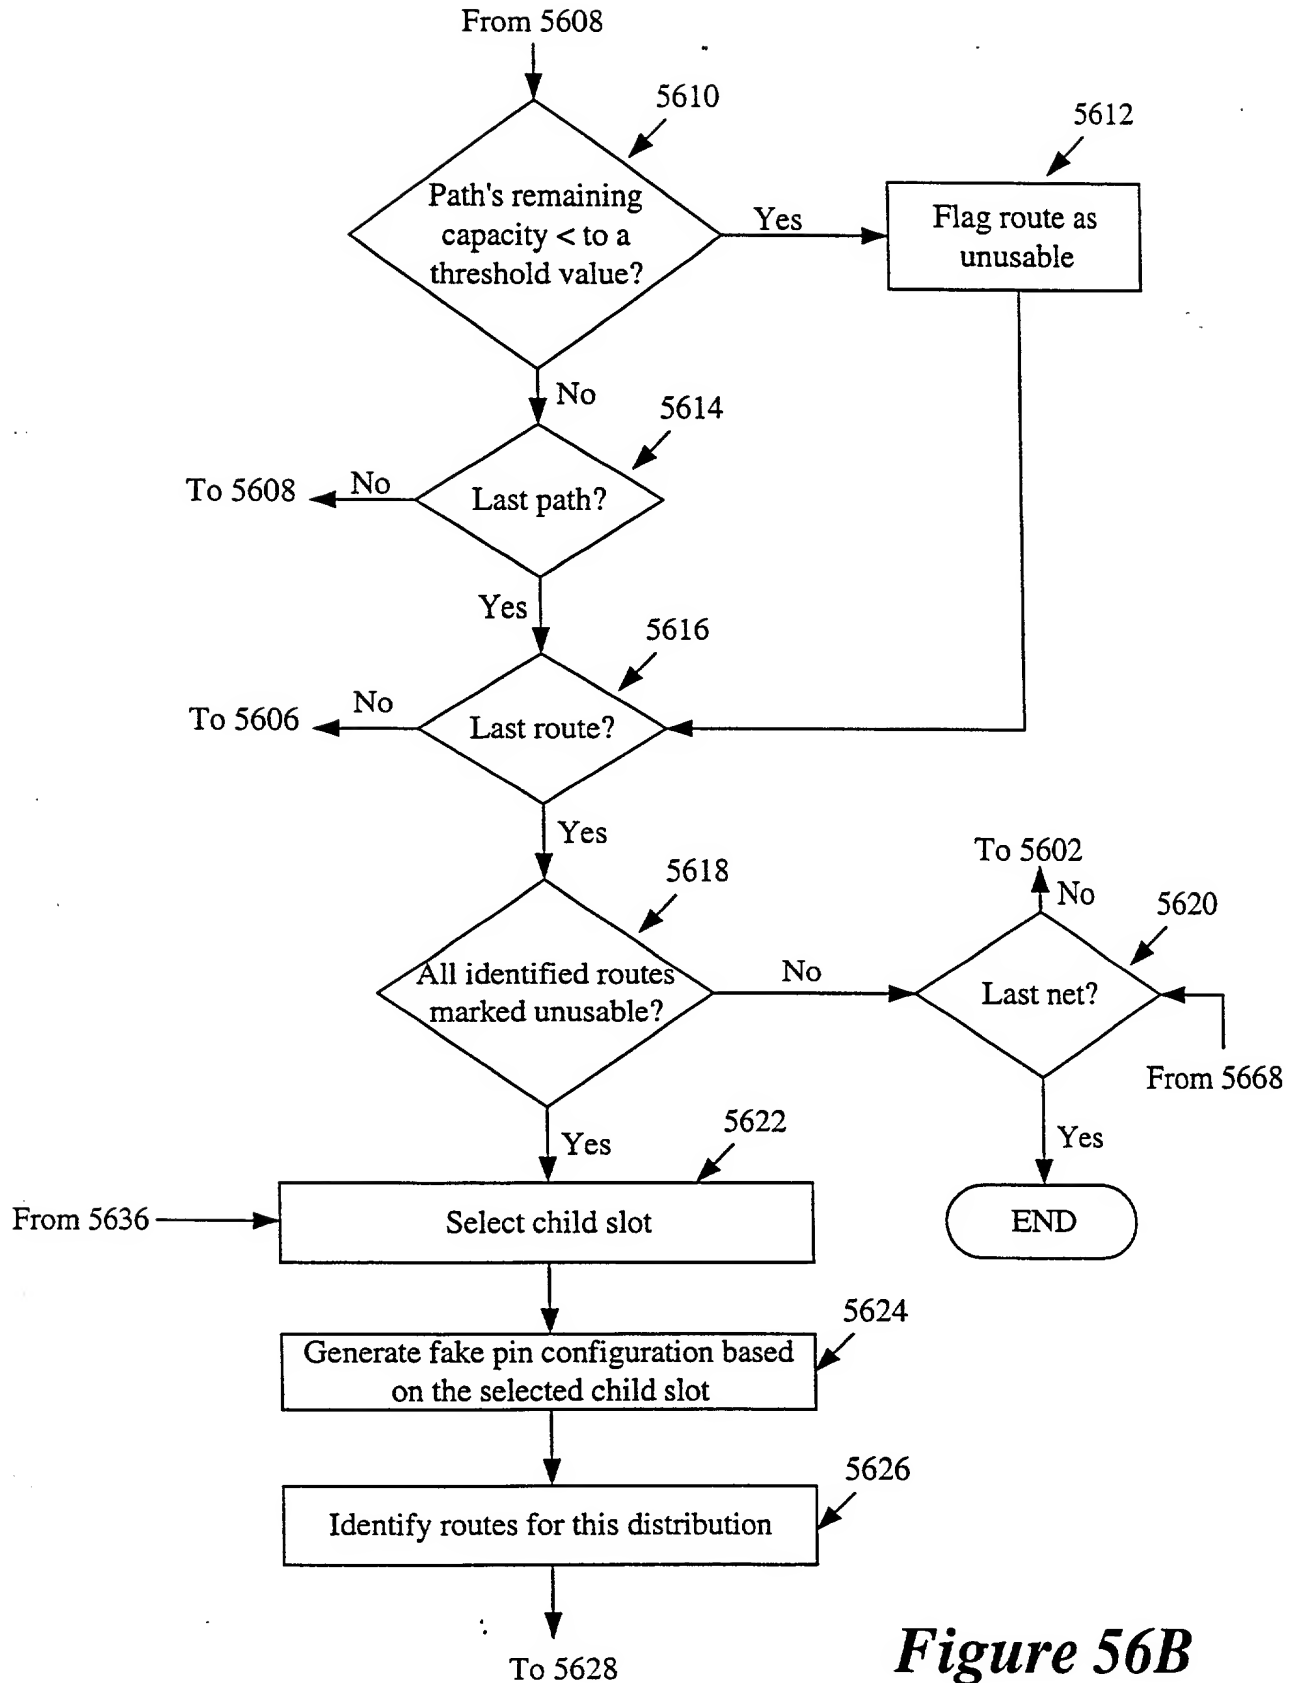 From 5608
5610
5612
Path's remaining
capacity < to a
threshold value?
Yes
Flag route as
unusable
No
5614
To 5608
No
Last path?
Yes
5616
To 5606
No
Last route?
Yes
5618
To 5602
No
5620
All identified routes
marked unusable?
No
Last net?
From 5668
Yes
Yes
5622
From 5636
Select child slot
END
5624
Generate fake pin configuration based
on the selected child slot
5626
Identify routes for this distribution
To 5628
Figure 56B